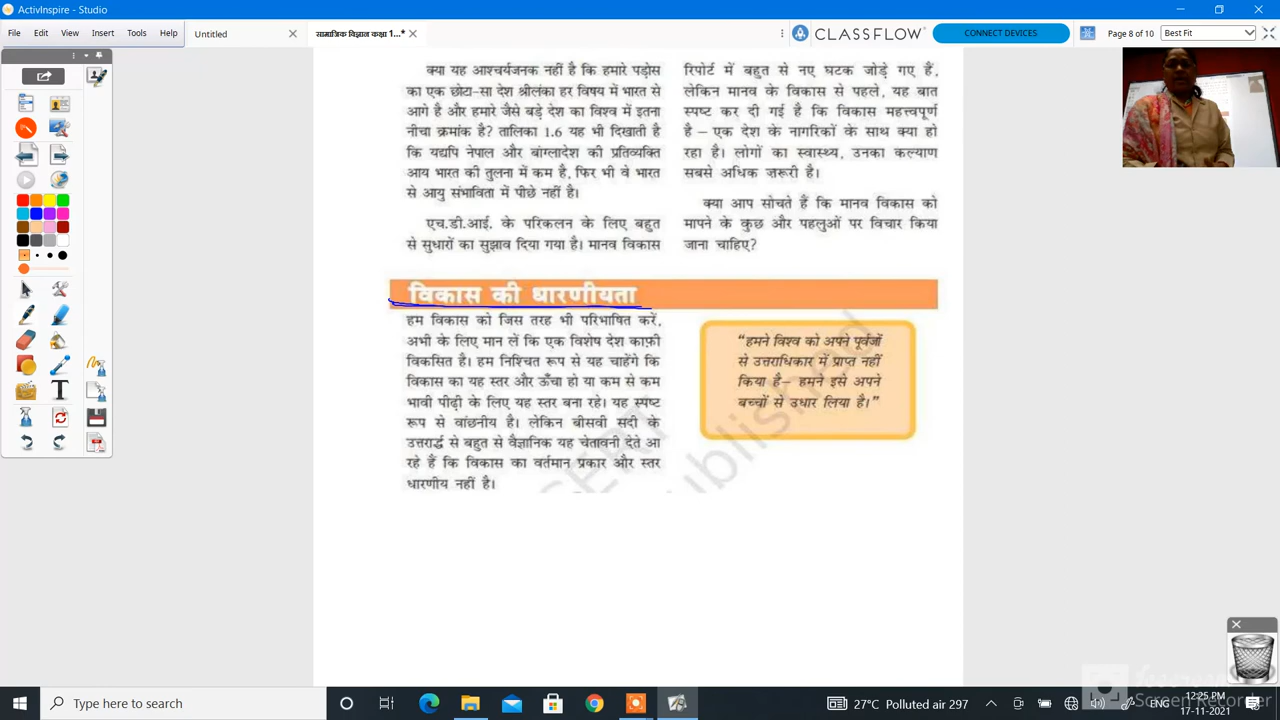 ActivInspire - Studio
File Edit View Insert Tools Help
Untitled
सामाजिक विज्ञान कक्षा 1...*
CLASSFLOW
CONNECT DEVICES
Page 8 of 10
Best Fit
क्या यह आश्चर्यजनक नहीं है कि हमारे पड़ोस
का एक छोटा-सा देश श्रीलंका हर विषय में भारत से
आगे है और हमारे जैसे बड़े देश का विश्व में इतना
नीचा क्रमांक है? तालिका 1.6 यह भी दिखाती है
कि यद्यपि नेपाल और बांग्लादेश की प्रतिव्यक्ति
आय भारत की तुलना में कम है, फिर भी वे भारत
से आयु संभाविता में पीछे नहीं है।
एच.डी.आई. के परिकलन के लिए बहुत
से सुधारों का सुझाव दिया गया है। मानव विकास
रिपोर्ट में बहुत से नए घटक जोड़े गए हैं,
लेकिन मानव के विकास से पहले, यह बात
स्पष्ट कर दी गई है कि विकास महत्त्वपूर्ण
है – एक देश के नागरिकों के साथ क्या हो
रहा है। लोगों का स्वास्थ्य, उनका कल्याण
सबसे अधिक ज़रूरी है।
क्या आप सोचते हैं कि मानव विकास को
मापने के कुछ और पहलुओं पर विचार किया
जाना चाहिए?
विकास की धारणीयता
हम विकास को जिस तरह भी परिभाषित करें,
अभी के लिए मान लें कि एक विशेष देश काफ़ी
विकसित है। हम निश्चित रूप से यह चाहेंगे कि
विकास का यह स्तर और ऊँचा हो या कम से कम
भावी पीढ़ी के लिए यह स्तर बना रहे। यह स्पष्ट
रूप से वांछनीय है। लेकिन बीसवी सदी के
उत्तरार्द्ध से बहुत से वैज्ञानिक यह चेतावनी देते आ
रहे हैं कि विकास का वर्तमान प्रकार और स्तर
धारणीय नहीं है।
“हमने विश्व को अपने पूर्वजों
से उत्तराधिकार में प्राप्त नहीं
किया है– हमने इसे अपने
बच्चों से उधार लिया है।”
Screen Recorder
Type here to search
27°C Polluted air 297
ENG
12:25 PM
17-11-2021